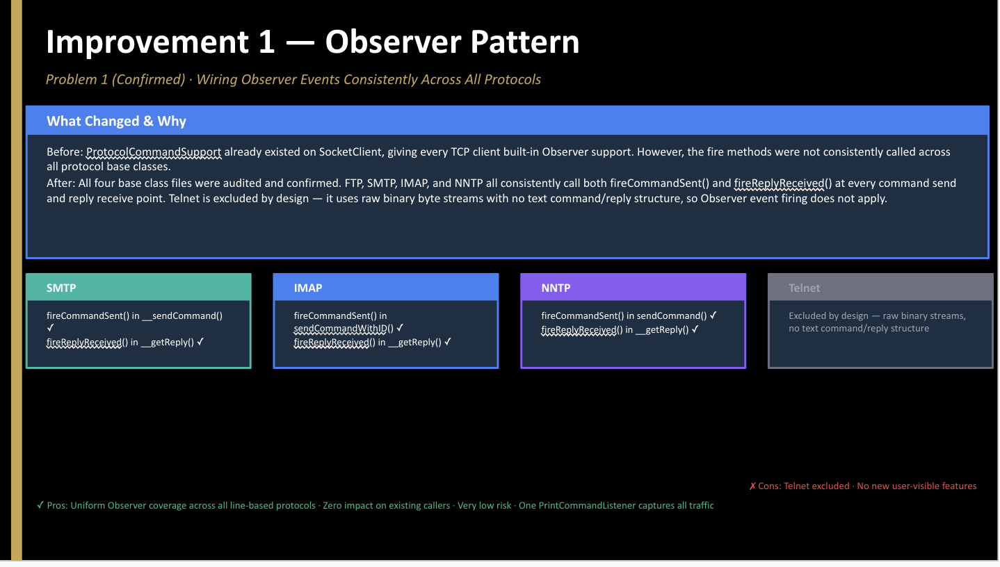 Improvement 1 — Observer Pattern
Problem 1 (Confirmed) · Wiring Observer Events Consistently Across All Protocols
What Changed & Why
Before: ProtocolCommandSupport already existed on SocketClient, giving every TCP client built-in Observer support. However, the fire methods were not consistently called across
all protocol base classes.
After: All four base class files were audited and confirmed. FTP, SMTP, IMAP, and NNTP all consistently call both fireCommandSent() and fireReplyReceived() at every command send
and reply receive point. Telnet is excluded by design — it uses raw binary byte streams with no text command/reply structure, so Observer event firing does not apply.
SMTP
fireCommandSent() in __sendCommand()
✓
fireReplyReceived() in __getReply() ✓
IMAP
fireCommandSent() in
sendCommandWithID() ✓
fireReplyReceived() in __getReply() ✓
NNTP
fireCommandSent() in sendCommand() ✓
fireReplyReceived() in __getReply() ✓
Telnet
Excluded by design — raw binary streams,
no text command/reply structure
✗ Cons: Telnet excluded · No new user-visible features
✓ Pros: Uniform Observer coverage across all line-based protocols · Zero impact on existing callers · Very low risk · One PrintCommandListener captures all traffic